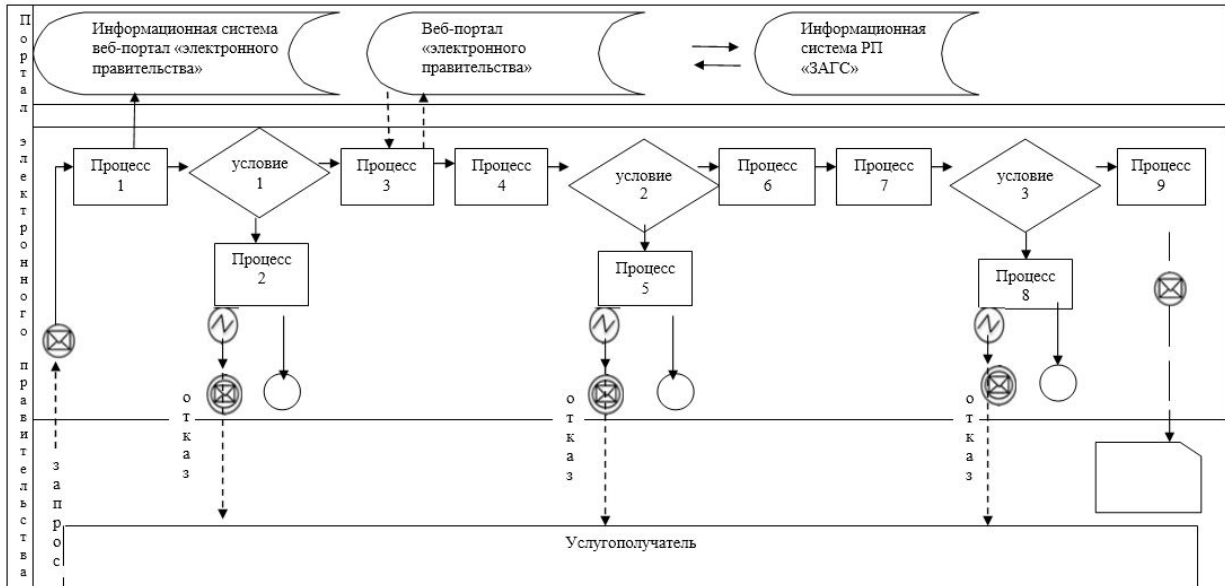 Портал электронного правительства
Информационная система
веб-портал «электронного
правительства»
Веб-портал
«электронного
правительства»
Информационная
система РП
«ЗАГС»
Процесс
1
условие
1
Процесс
3
Процесс
4
условие
2
Процесс
6
Процесс
7
условие
3
Процесс
9
Процесс
2
Процесс
5
Процесс
8
отказ
отказ
отказ
запрос
Услугополучатель